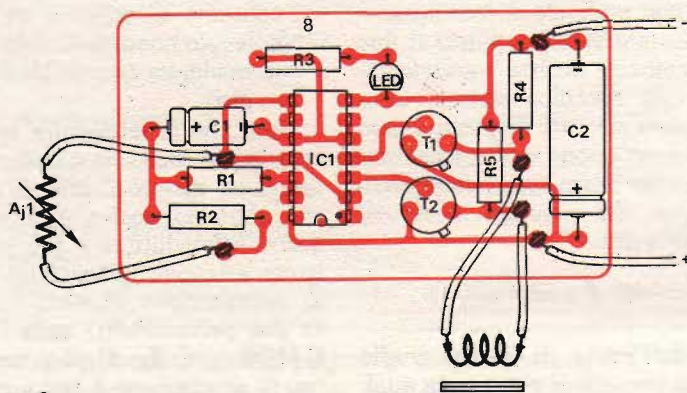 8
R3
LED
−
+ C1 −
R4
−
C2
+
T1
IC1
R5
R1
Aj1
T2
R2
+